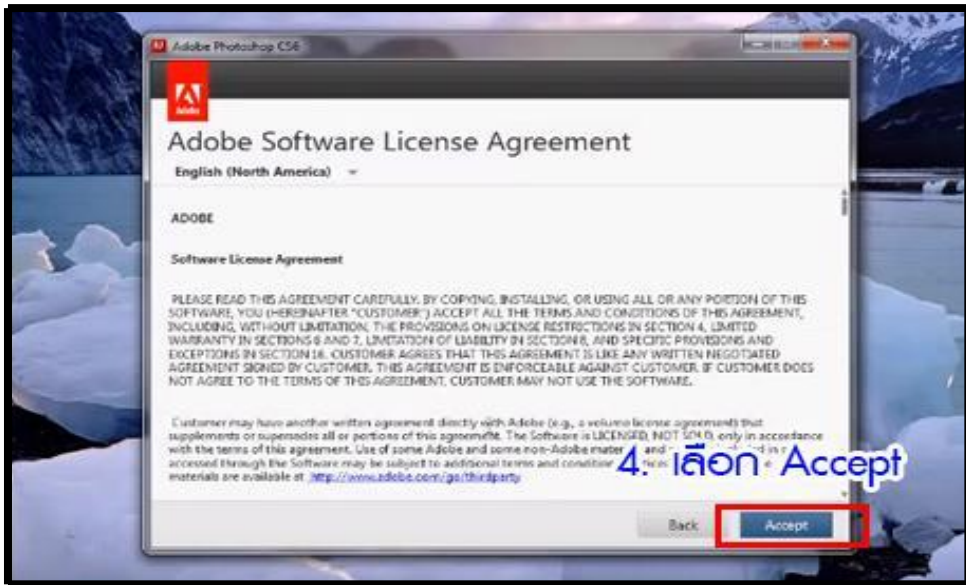 Adobe Photoshop CS6
Adobe
Adobe Software License Agreement
English (North America)
ADOBE
Software License Agreement
PLEASE READ THIS AGREEMENT CAREFULLY. BY COPYING, INSTALLING, OR USING ALL OR ANY PORTION OF THIS
SOFTWARE, YOU (HEREINAFTER "CUSTOMER") ACCEPT ALL THE TERMS AND CONDITIONS OF THIS AGREEMENT,
INCLUDING, WITHOUT LIMITATION, THE PROVISIONS ON LICENSE RESTRICTIONS IN SECTION 4, LIMITED
WARRANTY IN SECTIONS 6 AND 7, LIMITATION OF LIABILITY IN SECTION 8, AND SPECIFIC PROVISIONS AND
EXCEPTIONS IN SECTION 16. CUSTOMER AGREES THAT THIS AGREEMENT IS LIKE ANY WRITTEN NEGOTIATED
AGREEMENT SIGNED BY CUSTOMER. THIS AGREEMENT IS ENFORCEABLE AGAINST CUSTOMER. IF CUSTOMER DOES
NOT AGREE TO THE TERMS OF THIS AGREEMENT, CUSTOMER MAY NOT USE THE SOFTWARE.
Customer may have another written agreement directly with Adobe (e.g., a volume license agreement) that
supplements or supersedes all or portions of this agreement. The Software is LICENSED, NOT SOLD, only in accordance
with the terms of this agreement. Use of some Adobe and some non-Adobe and
accessed through the Software may be subject to additional terms and
materials are available at http://www.adobe.com/go/thirdparty
4. เลือก Accept
Back Accept